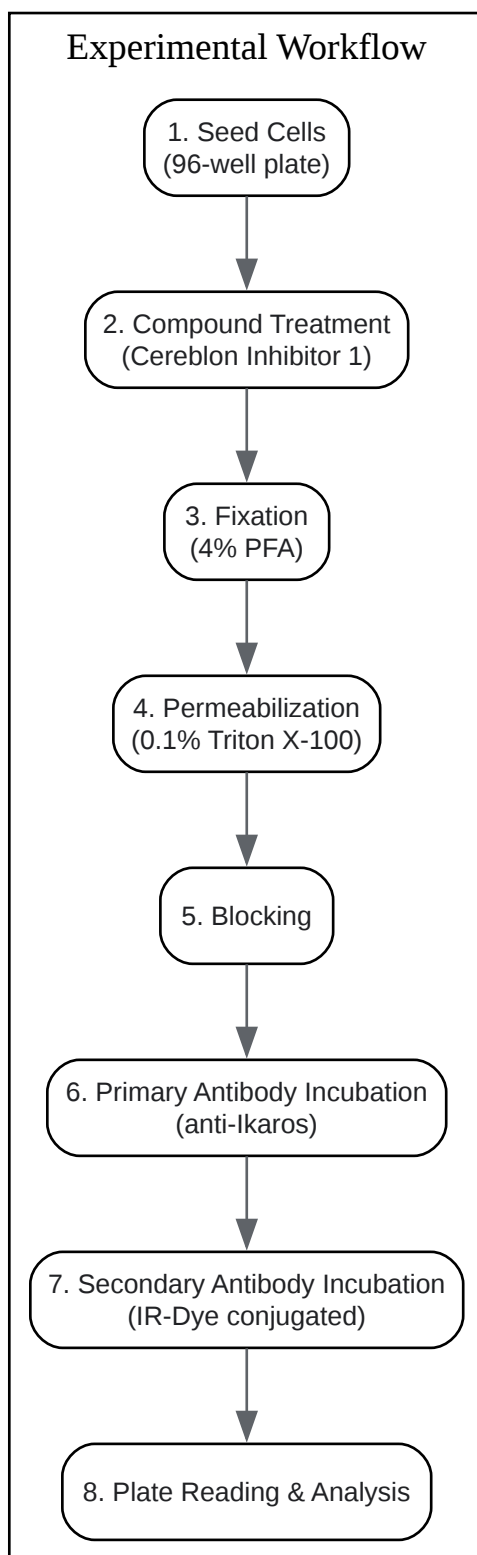 Experimental Workflow
1. Seed Cells
(96-well plate)
2. Compound Treatment
(Cereblon Inhibitor 1)
3. Fixation
(4% PFA)
4. Permeabilization
(0.1% Triton X-100)
5. Blocking
6. Primary Antibody Incubation
(anti-Ikaros)
7. Secondary Antibody Incubation
(IR-Dye conjugated)
8. Plate Reading & Analysis